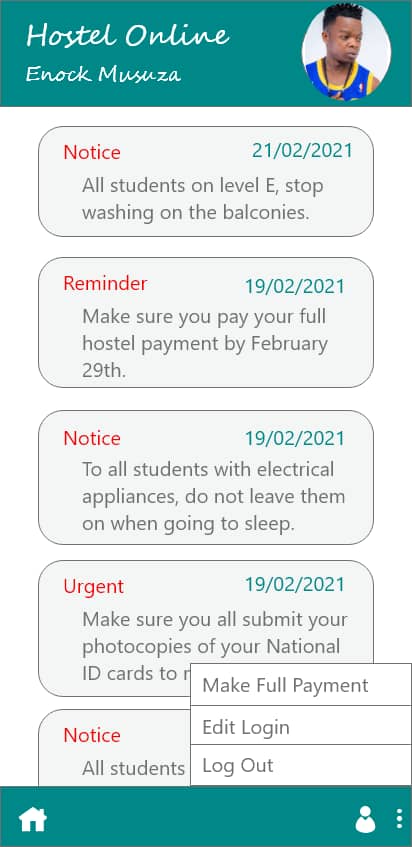 Hostel Online
Enock Musuza
Notice
21/02/2021
All students on level E, stop
washing on the balconies.
Reminder
19/02/2021
Make sure you pay your full
hostel payment by February
29th.
Notice
19/02/2021
To all students with electrical
appliances, do not leave them
on when going to sleep.
Urgent
19/02/2021
Make sure you all submit your
photocopies of your National
ID cards to
Notice
All students
Make Full Payment
Edit Login
Log Out